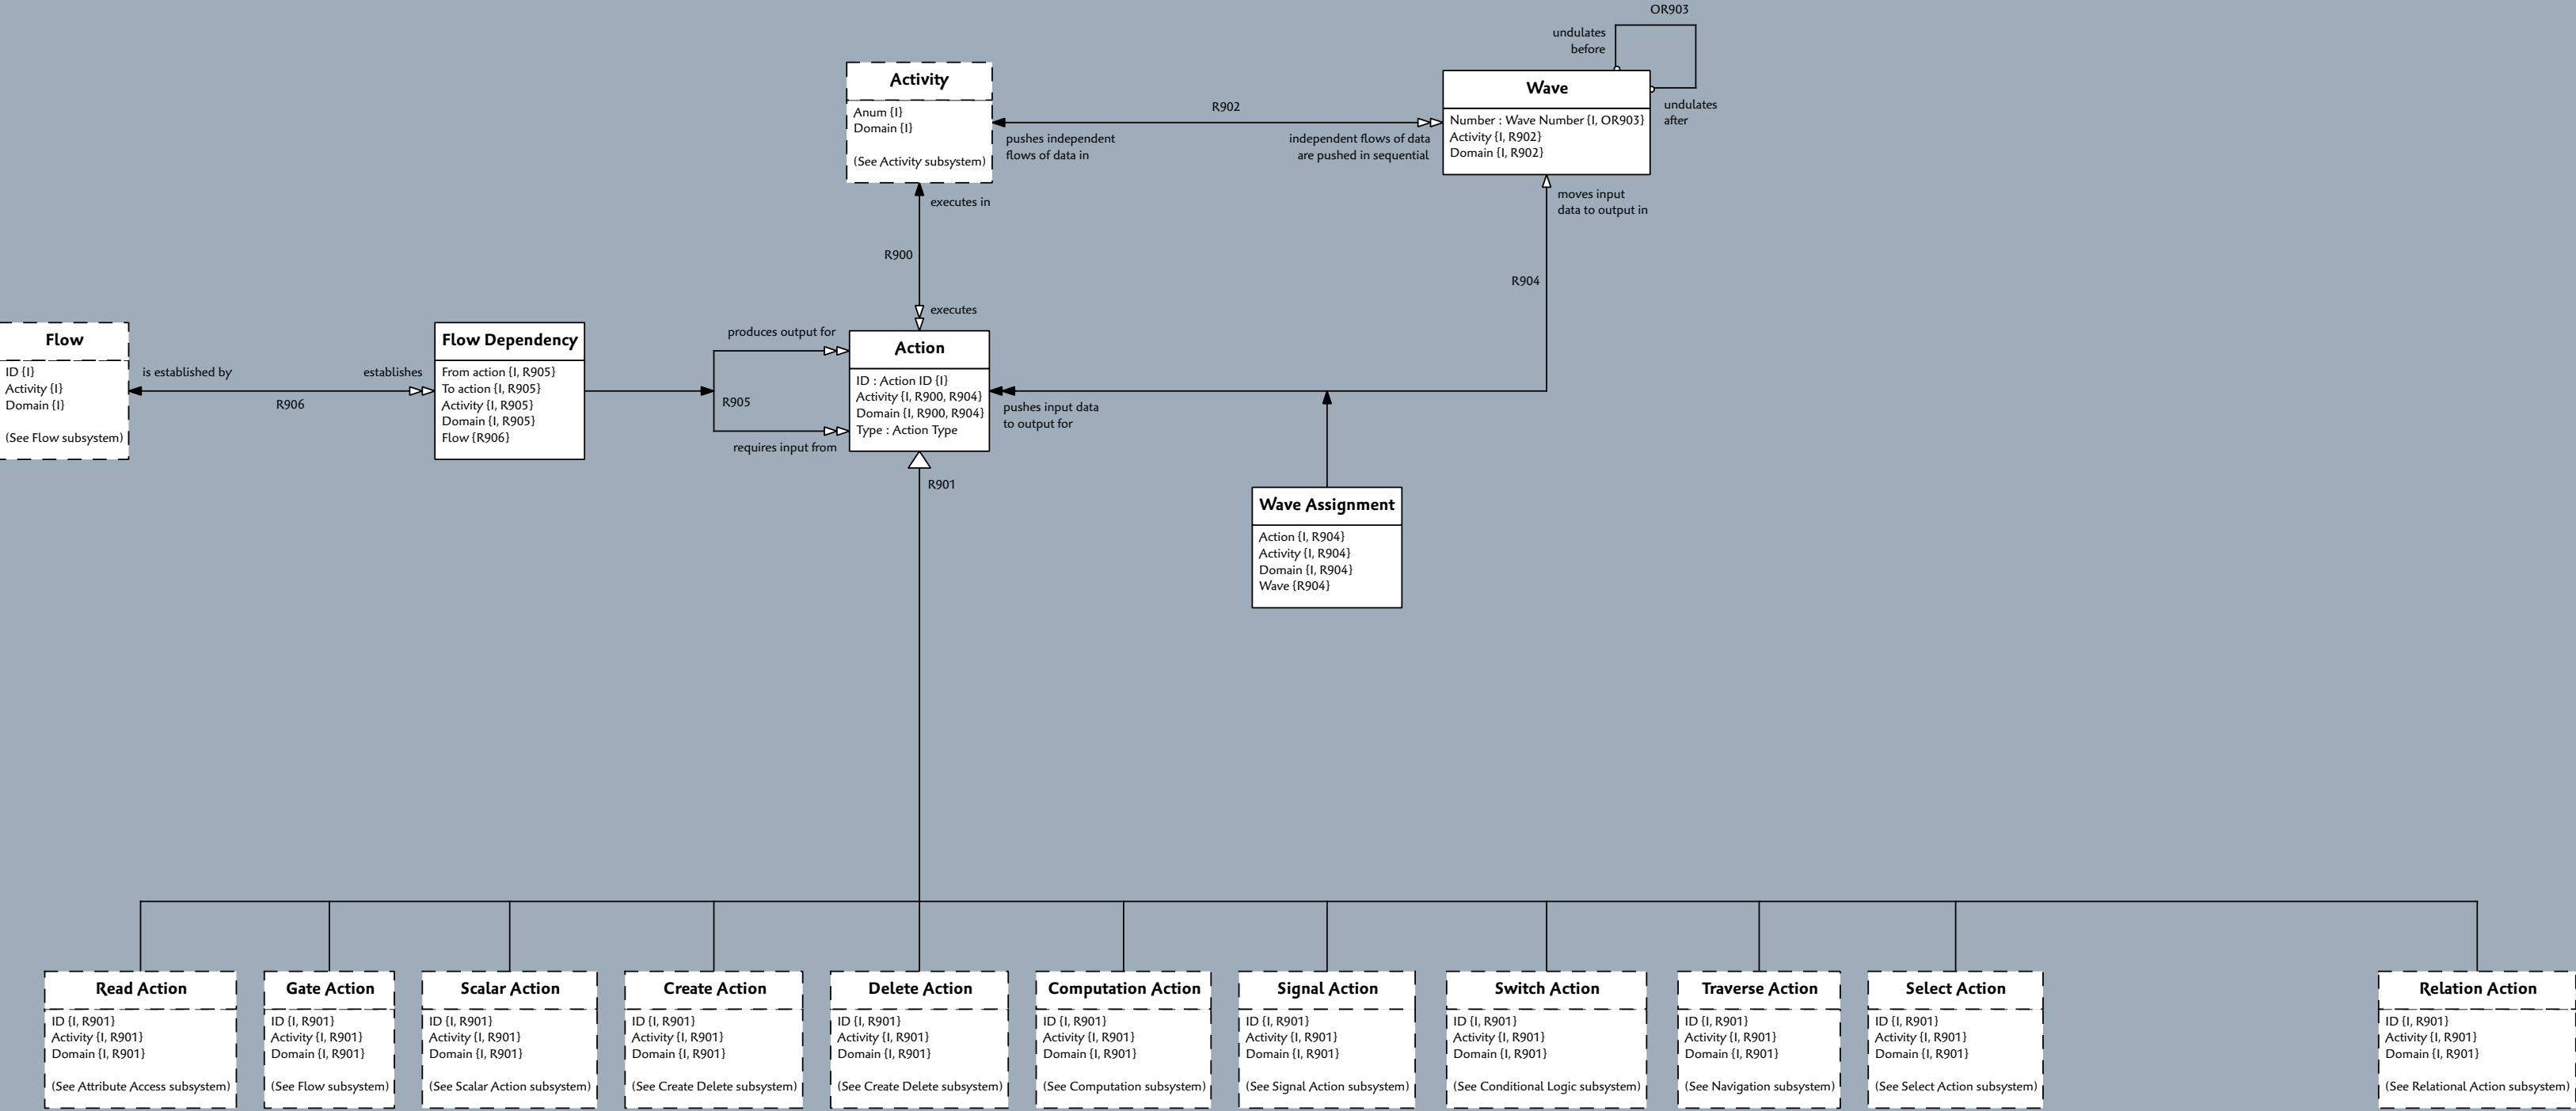 OR903
undulates
before
Activity
Anum {I}
Domain {I}
(See Activity subsystem)
R902
pushes independent
flows of data in
independent flows of data
are pushed in sequential
Wave
Number : Wave Number {I, OR903}
Activity {I, R902}
Domain {I, R902}
undulates
after
executes in
R900
executes
moves input
data to output in
R904
Flow
ID {I}
Activity {I}
Domain {I}
(See Flow subsystem)
is established by
establishes
R906
Flow Dependency
From action {I, R905}
To action {I, R905}
Activity {I, R905}
Domain {I, R905}
Flow {R906}
produces output for
R905
requires input from
Action
ID : Action ID {I}
Activity {I, R900, R904}
Domain {I, R900, R904}
Type : Action Type
pushes input data
to output for
R901
Wave Assignment
Action {I, R904}
Activity {I, R904}
Domain {I, R904}
Wave {R904}
Read Action
ID {I, R901}
Activity {I, R901}
Domain {I, R901}
(See Attribute Access subsystem)
Gate Action
ID {I, R901}
Activity {I, R901}
Domain {I, R901}
(See Flow subsystem)
Scalar Action
ID {I, R901}
Activity {I, R901}
Domain {I, R901}
(See Scalar Action subsystem)
Create Action
ID {I, R901}
Activity {I, R901}
Domain {I, R901}
(See Create Delete subsystem)
Delete Action
ID {I, R901}
Activity {I, R901}
Domain {I, R901}
(See Create Delete subsystem)
Computation Action
ID {I, R901}
Activity {I, R901}
Domain {I, R901}
(See Computation subsystem)
Signal Action
ID {I, R901}
Activity {I, R901}
Domain {I, R901}
(See Signal Action subsystem)
Switch Action
ID {I, R901}
Activity {I, R901}
Domain {I, R901}
(See Conditional Logic subsystem)
Traverse Action
ID {I, R901}
Activity {I, R901}
Domain {I, R901}
(See Navigation subsystem)
Select Action
ID {I, R901}
Activity {I, R901}
Domain {I, R901}
(See Select Action subsystem)
Relation Action
ID {I, R901}
Activity {I, R901}
Domain {I, R901}
(See Relational Action subsystem)